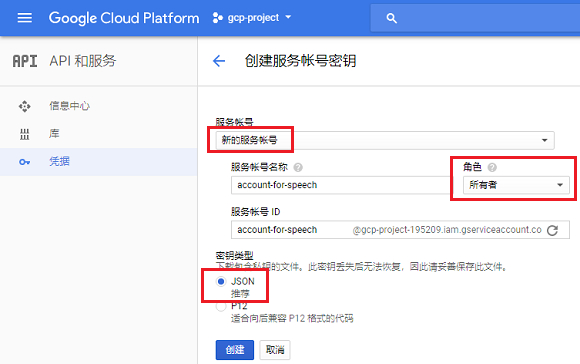 Google Cloud Platform
gcp-project
API
API 和服务
创建服务帐号密钥
信息中心
库
凭据
服务帐号
新的服务帐号
服务帐号名称
角色
account-for-speech
所有者
服务帐号 ID
account-for-speech
@gcp-project-195209.iam.gserviceaccount.co
密钥类型
下载包含私钥的文件。此密钥丢失后无法恢复，因此请妥善保存此文件。
JSON
推荐
P12
适合向后兼容 P12 格式的代码
创建
取消